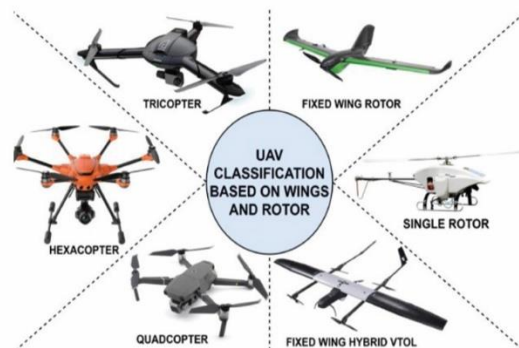 TRICOPTER
FIXED WING ROTOR
UAV
CLASSIFICATION
BASED ON WINGS
AND ROTOR
HEXACOPTER
SINGLE ROTOR
QUADCOPTER
FIXED WING HYBRID VTOL